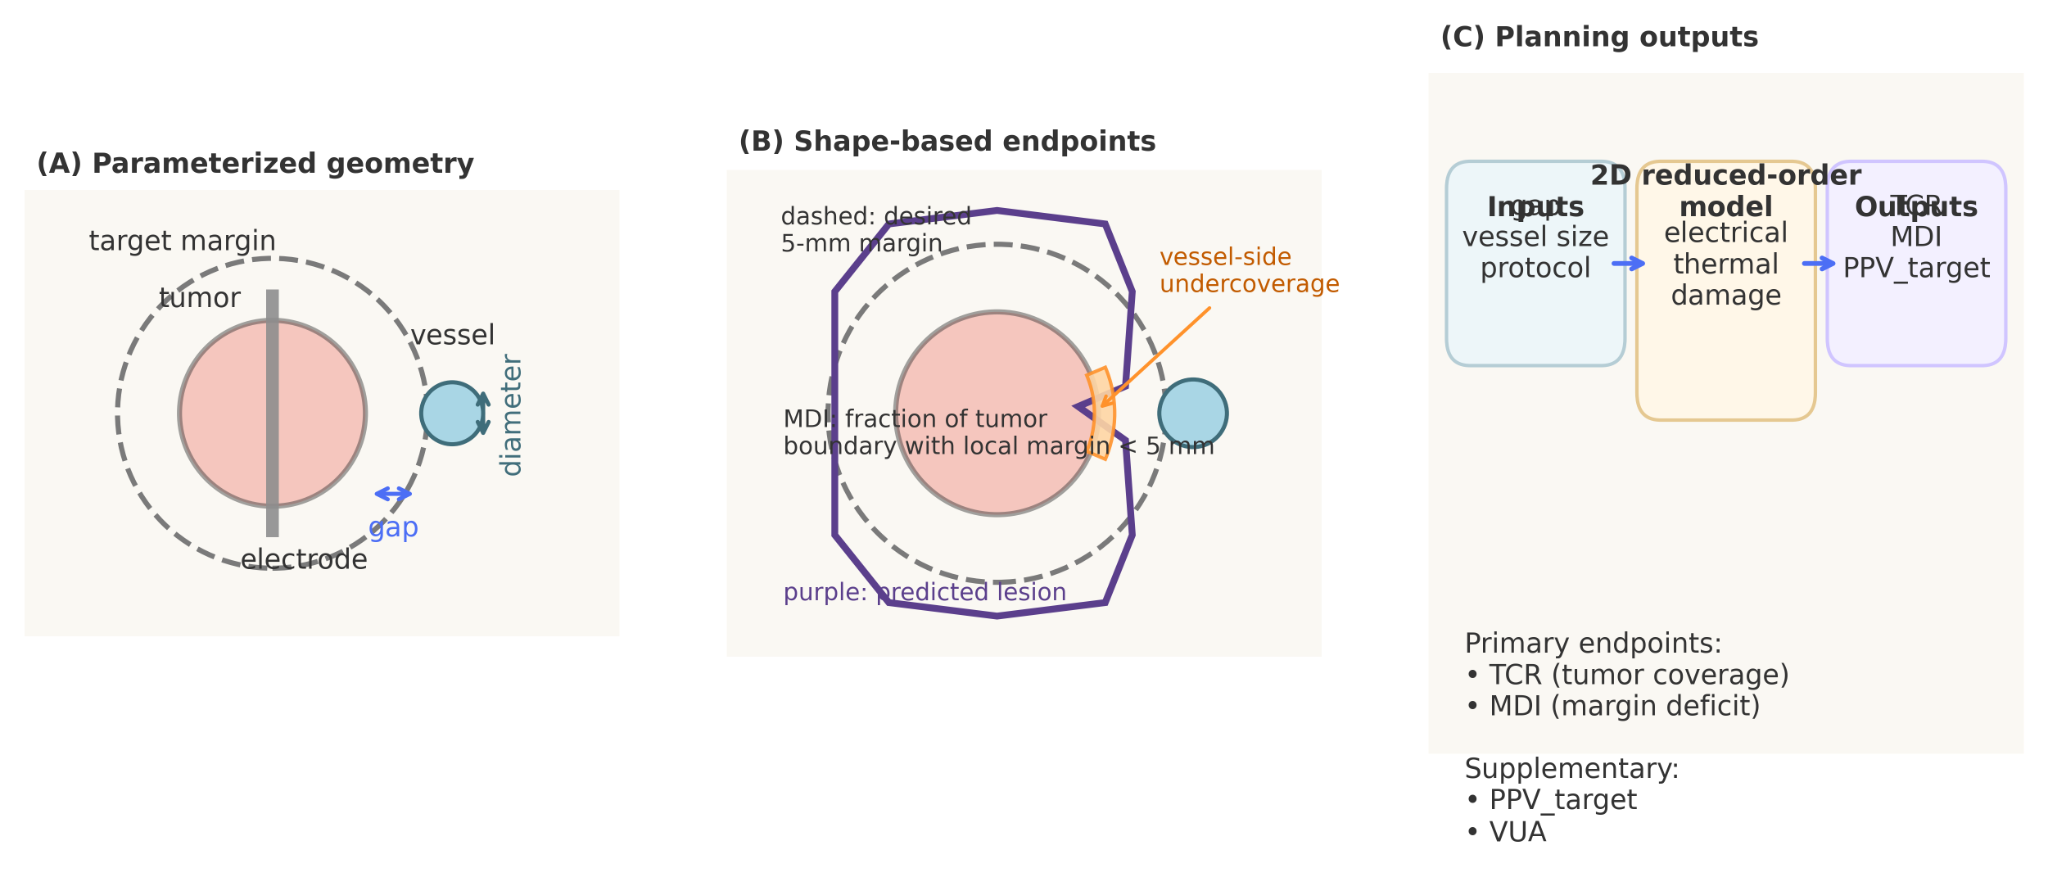 (A) Parameterized geometry
target margin
tumor
vessel
diameter
gap
electrode
(B) Shape-based endpoints
dashed: desired
5-mm margin
vessel-side
undercoverage
MDI: fraction of tumor
boundary with local margin < 5 mm
purple: predicted lesion
(C) Planning outputs
Inputs
gap
vessel size
protocol
2D reduced-order
model
electrical
thermal
damage
Outputs
TCR
MDI
PPV_target
Primary endpoints:
• TCR (tumor coverage)
• MDI (margin deficit)
Supplementary:
• PPV_target
• VUA